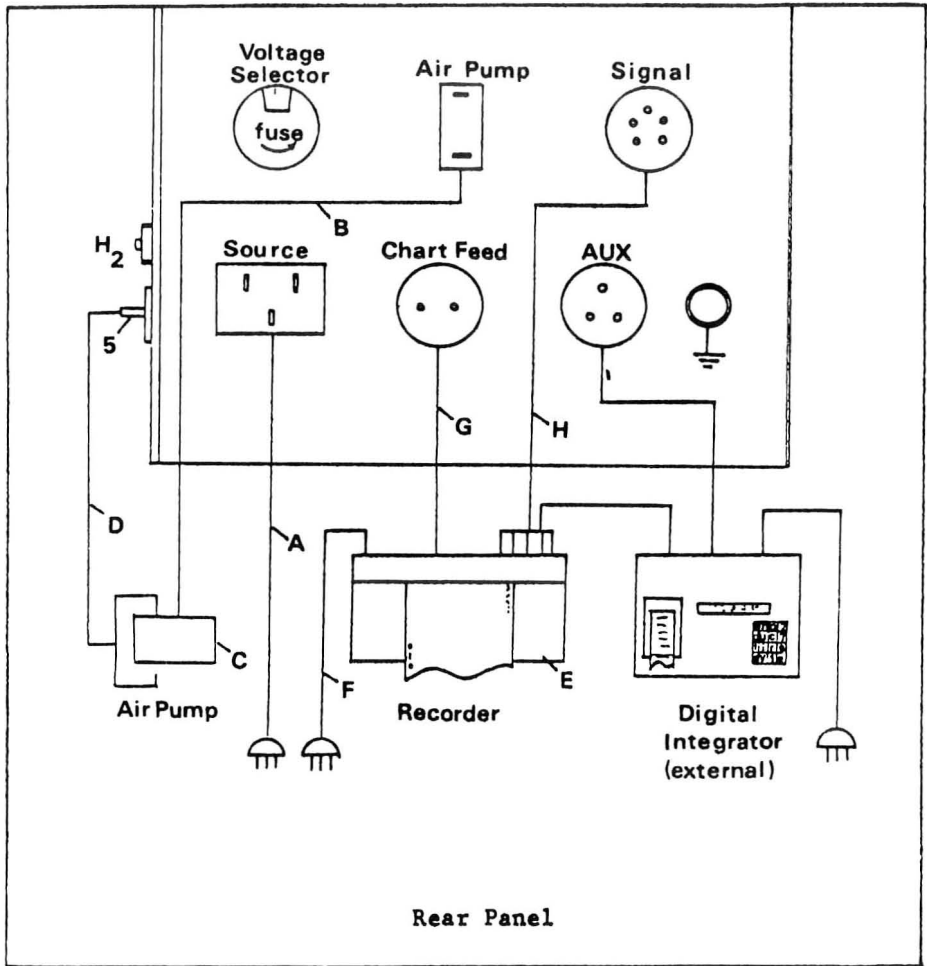 Voltage
Selector
fuse
Air Pump
Signal
B
H2
Source
Chart Feed
AUX
5
G
H
D
A
C
F
E
Air Pump
Recorder
Digital
Integrator
(external)
Rear Panel